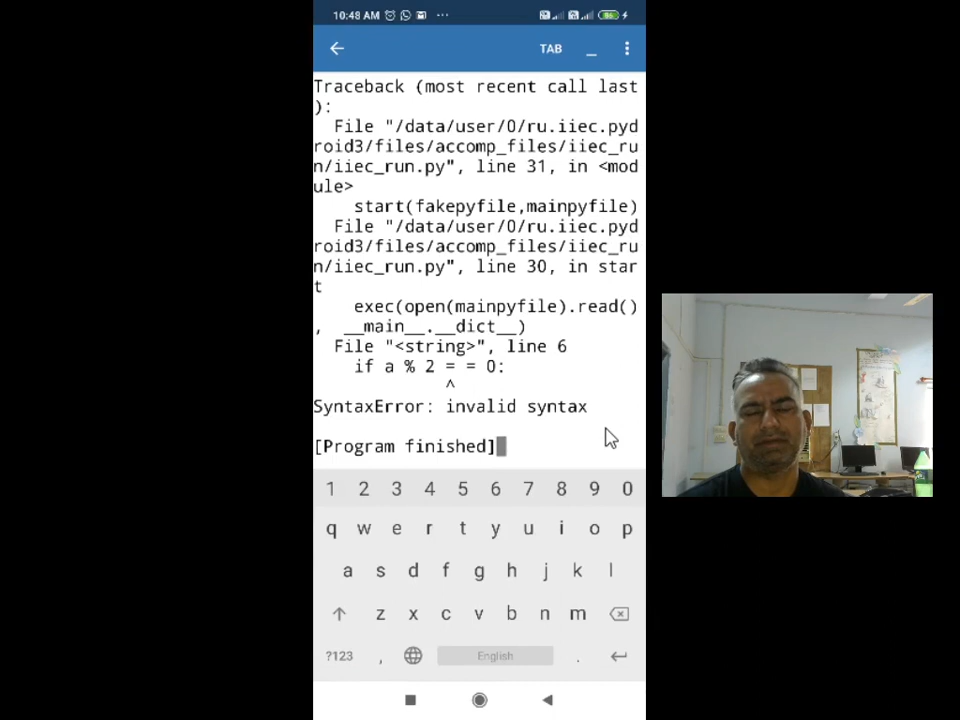 10:48 AM
86
TAB _
Traceback (most recent call last
):
File "/data/user/0/ru.iiec.pyd
roid3/files/accomp_files/iiec_ru
n/iiec_run.py", line 31, in <mod
ule>
start(fakepyfile,mainpyfile)
File "/data/user/0/ru.iiec.pyd
roid3/files/accomp_files/iiec_ru
n/iiec_run.py", line 30, in star
t
exec(open(mainpyfile).read()
, __main__.__dict__)
File "<string>", line 6
if a % 2 = = 0:
^
SyntaxError: invalid syntax
[Program finished]
1 2 3 4 5 6 7 8 9 0
q w e r t y u i o p
a s d f g h j k l
z x c v b n m
?123 , English .